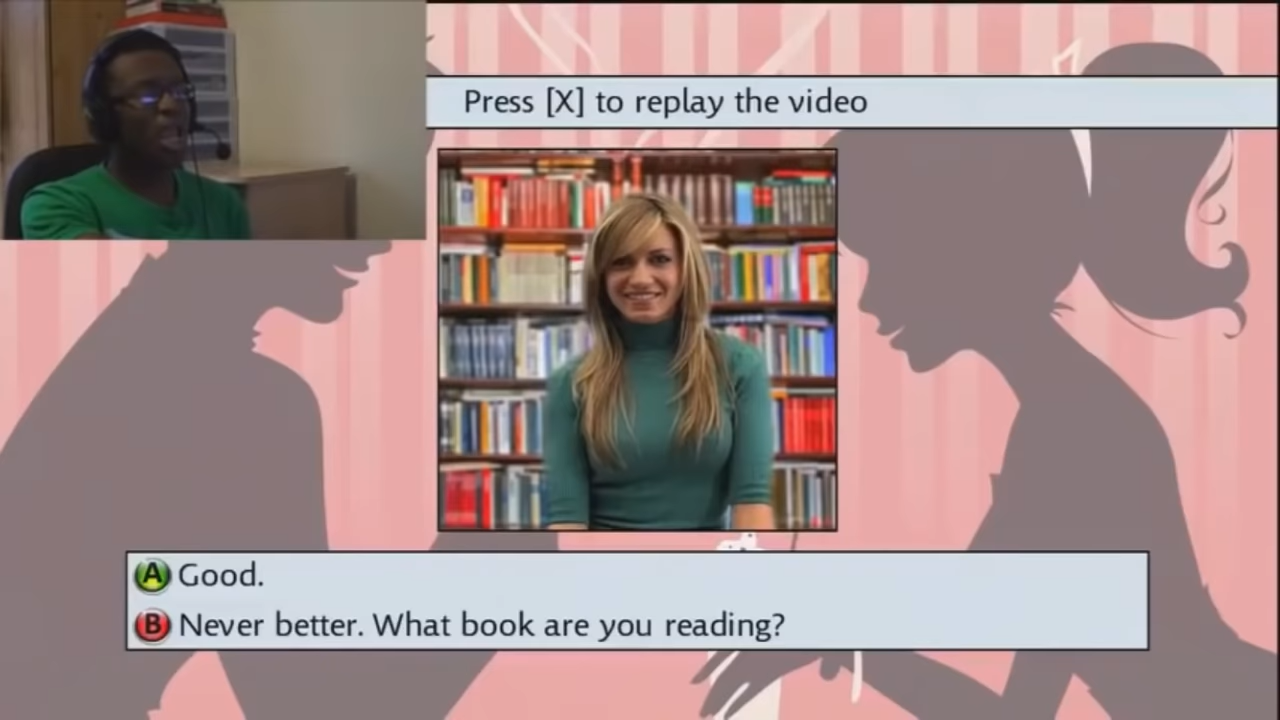 Press [X] to replay the video
A Good.
B Never better. What book are you reading?